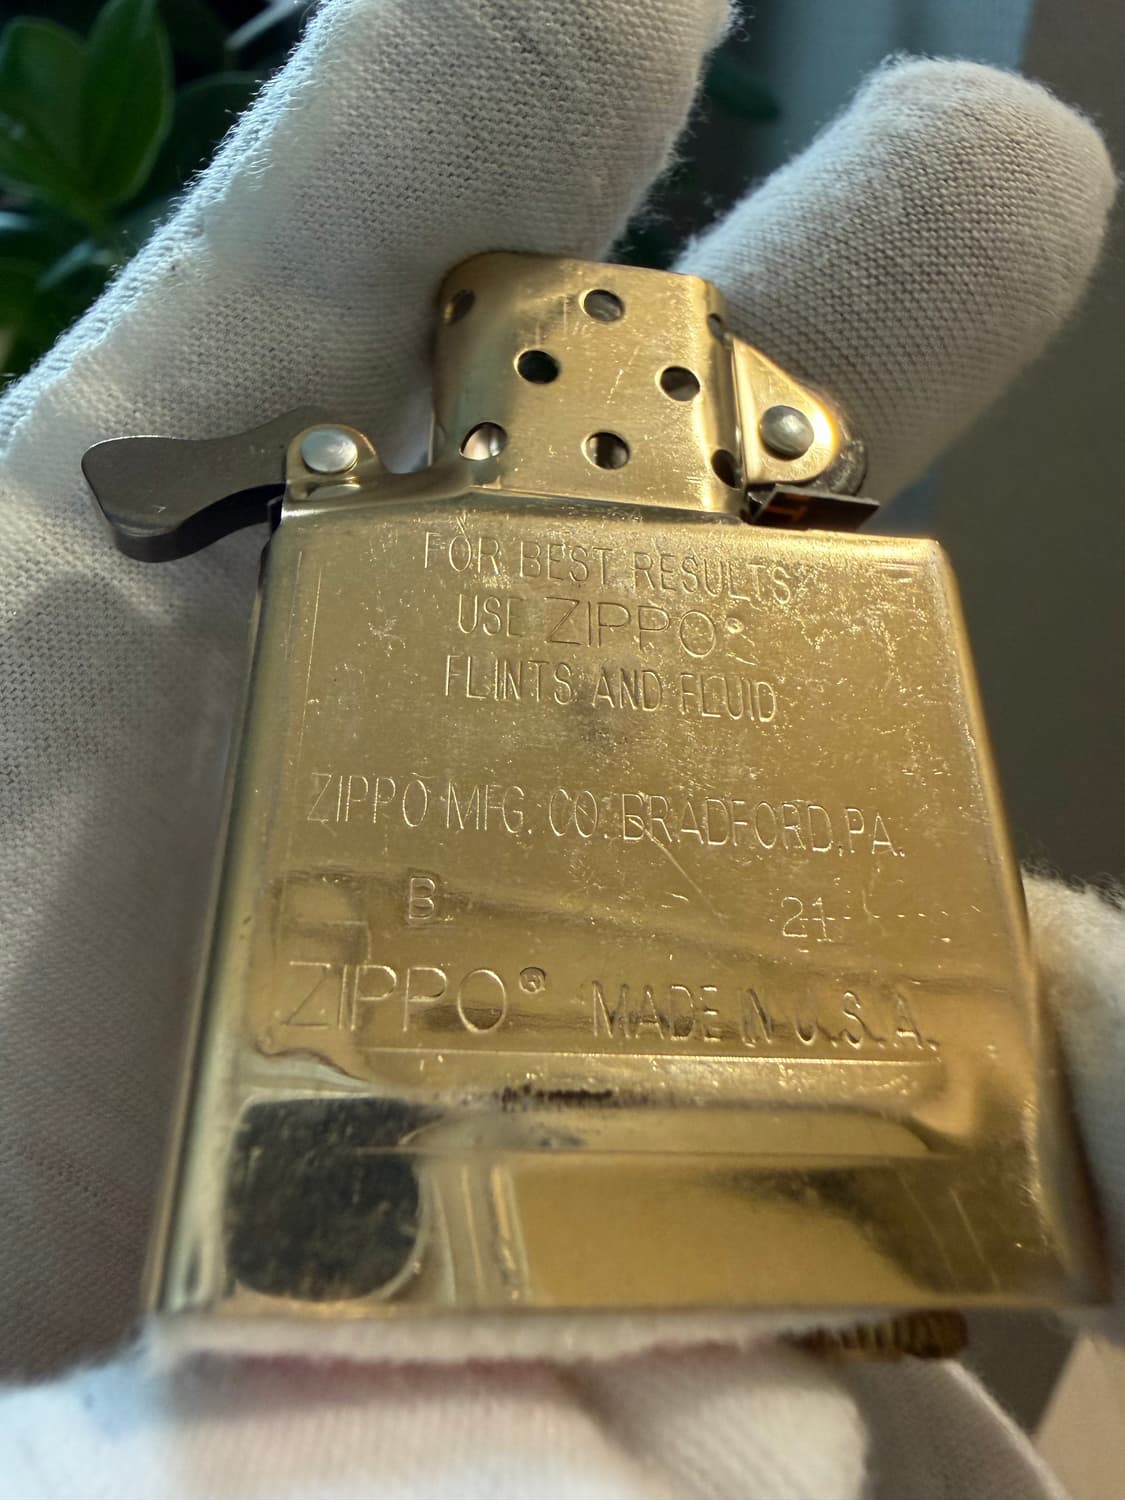 FOR BEST RESULTS
USE ZIPPO®
FLINTS AND FLUID
ZIPPO MFG. CO. BRADFORD, PA.
B 21
ZIPPO® MADE IN U.S.A.